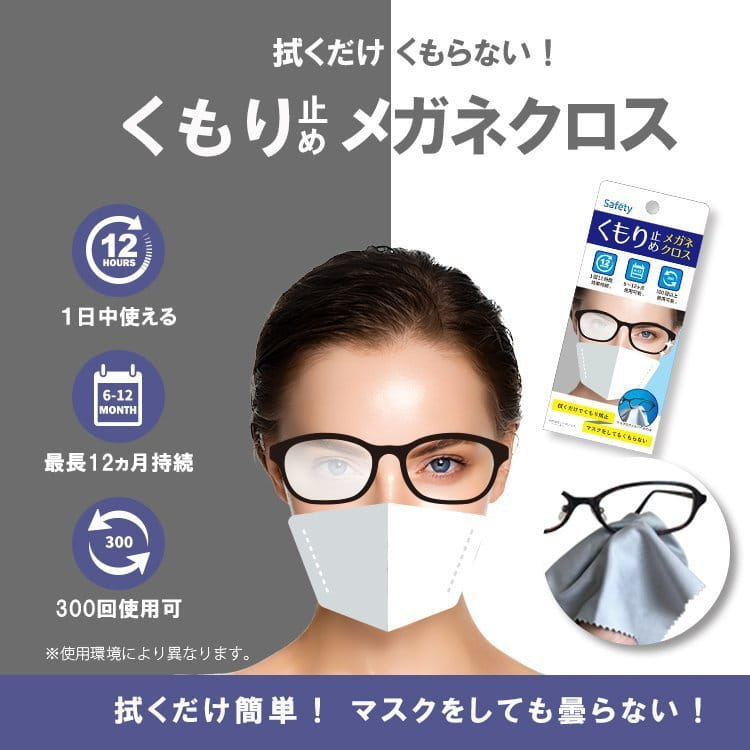 拭くだけ くもらない！
くもり止めメガネクロス
12
HOURS
1日中使える
6-12
MONTH
最長12ヵ月持続
300
300回使用可
※使用環境により異なります。
Safety
くもり止めメガネクロス
拭くだけでくもり防止
マスクをしてもくもらない
拭くだけ簡単！ マスクをしても曇らない！